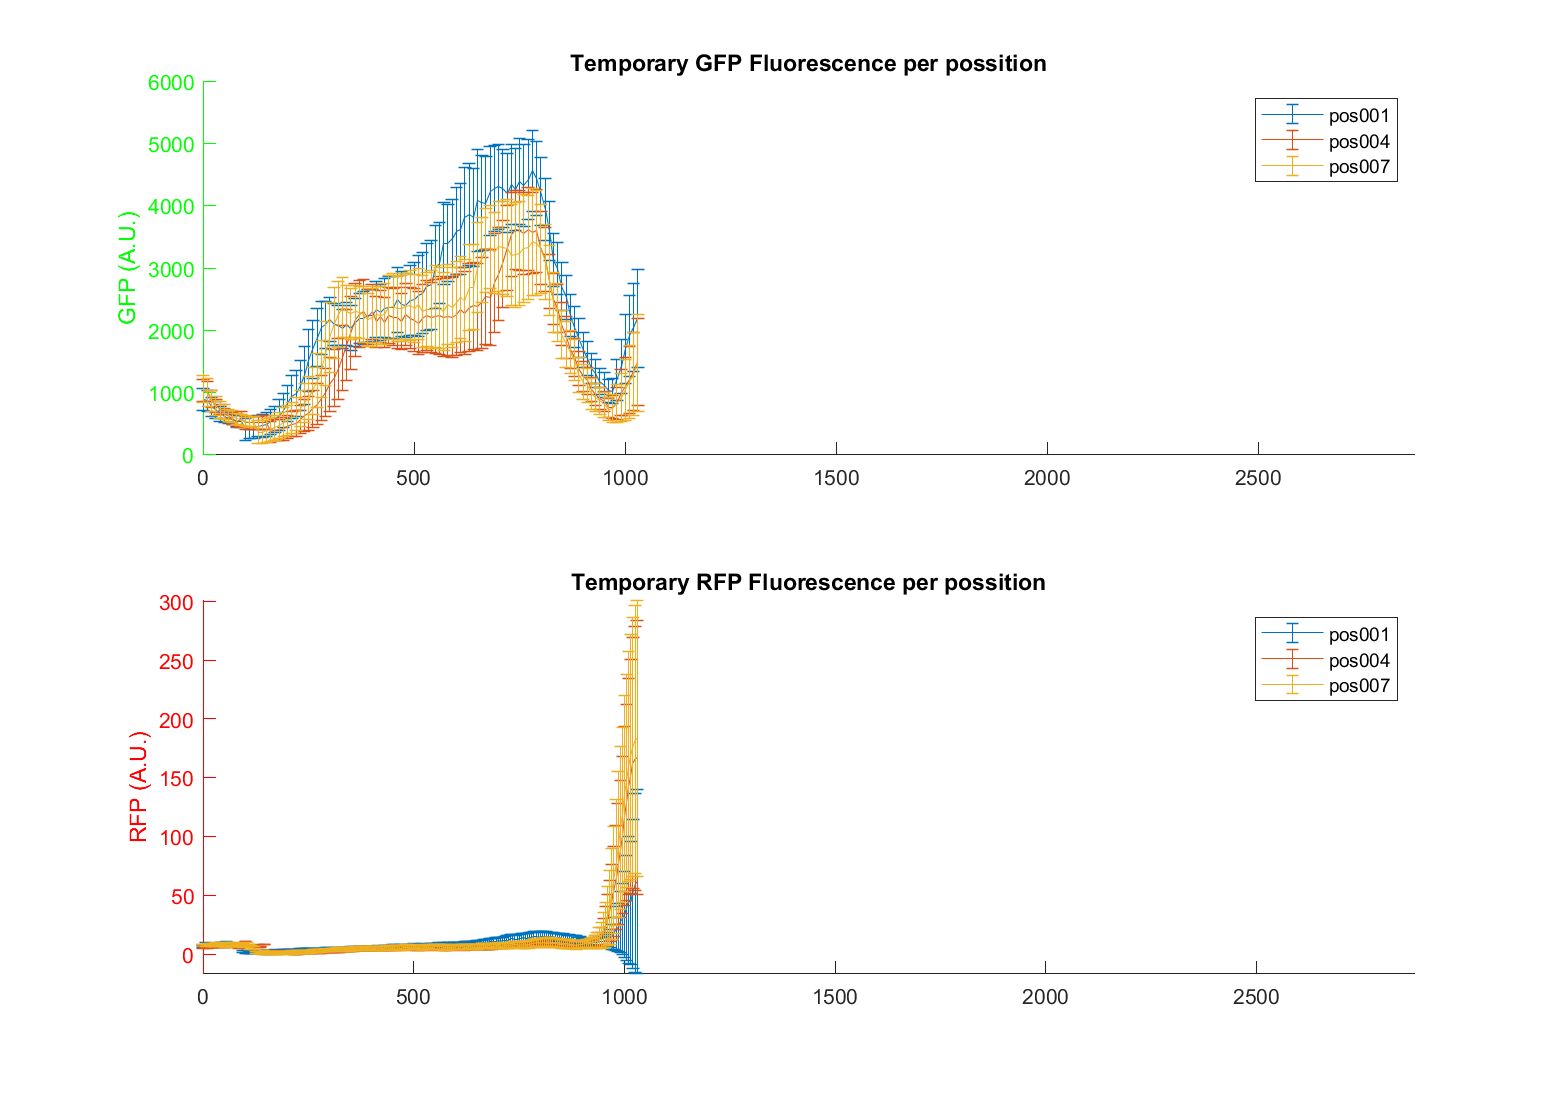 Temporary GFP Fluorescence per possition
6000
5000
4000
3000
2000
1000
0
GFP (A.U.)
0 500 1000 1500 2000 2500
pos001
pos004
pos007
Temporary RFP Fluorescence per possition
300
250
200
150
100
50
0
RFP (A.U.)
0 500 1000 1500 2000 2500
pos001
pos004
pos007